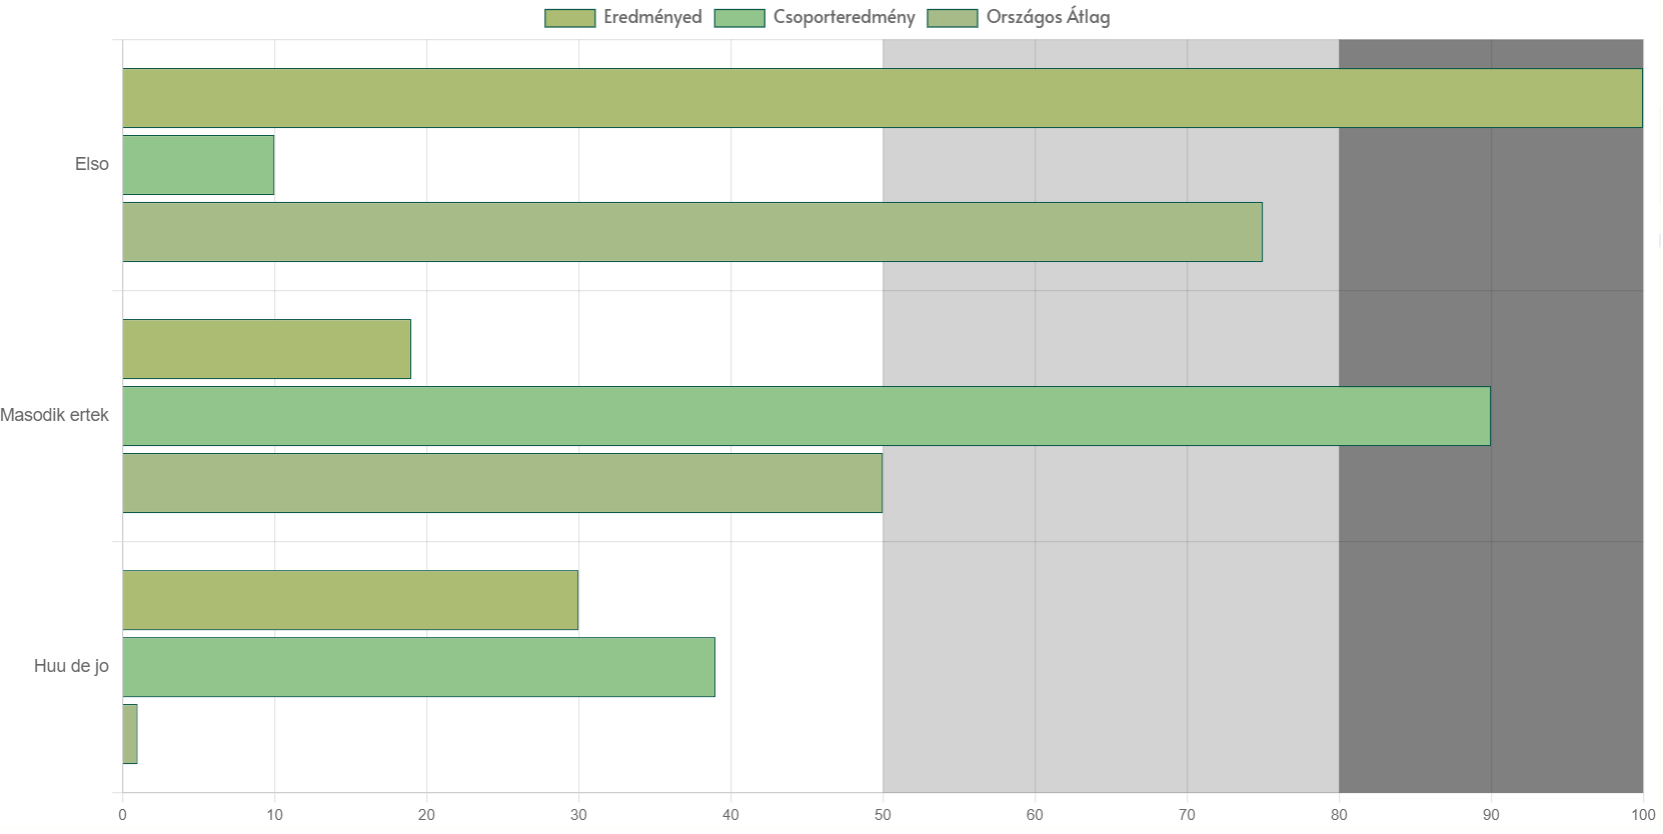 Eredményed Csoporteredmény Országos Átlag
Elso
Masodik ertek
Huu de jo
0 10 20 30 40 50 60 70 80 90 100